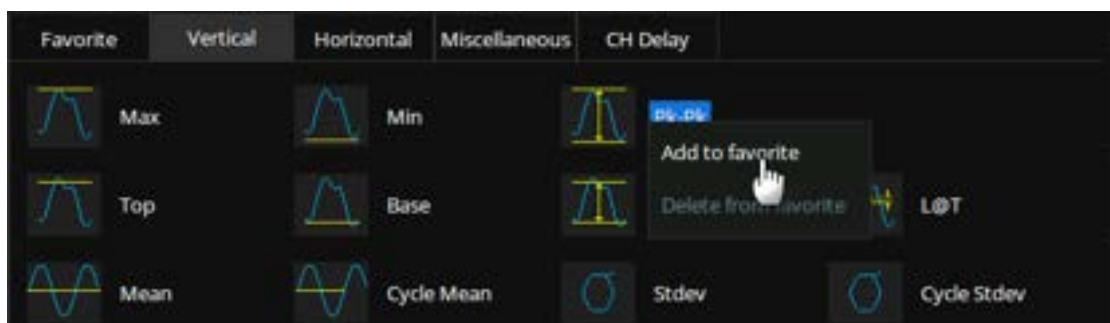 Favorite Vertical Horizontal Miscellaneous CH Delay
Max Min pk-pk
Add to favorite
Top Base Delete from favorite L@T
Mean Cycle Mean Stdev Cycle Stdev